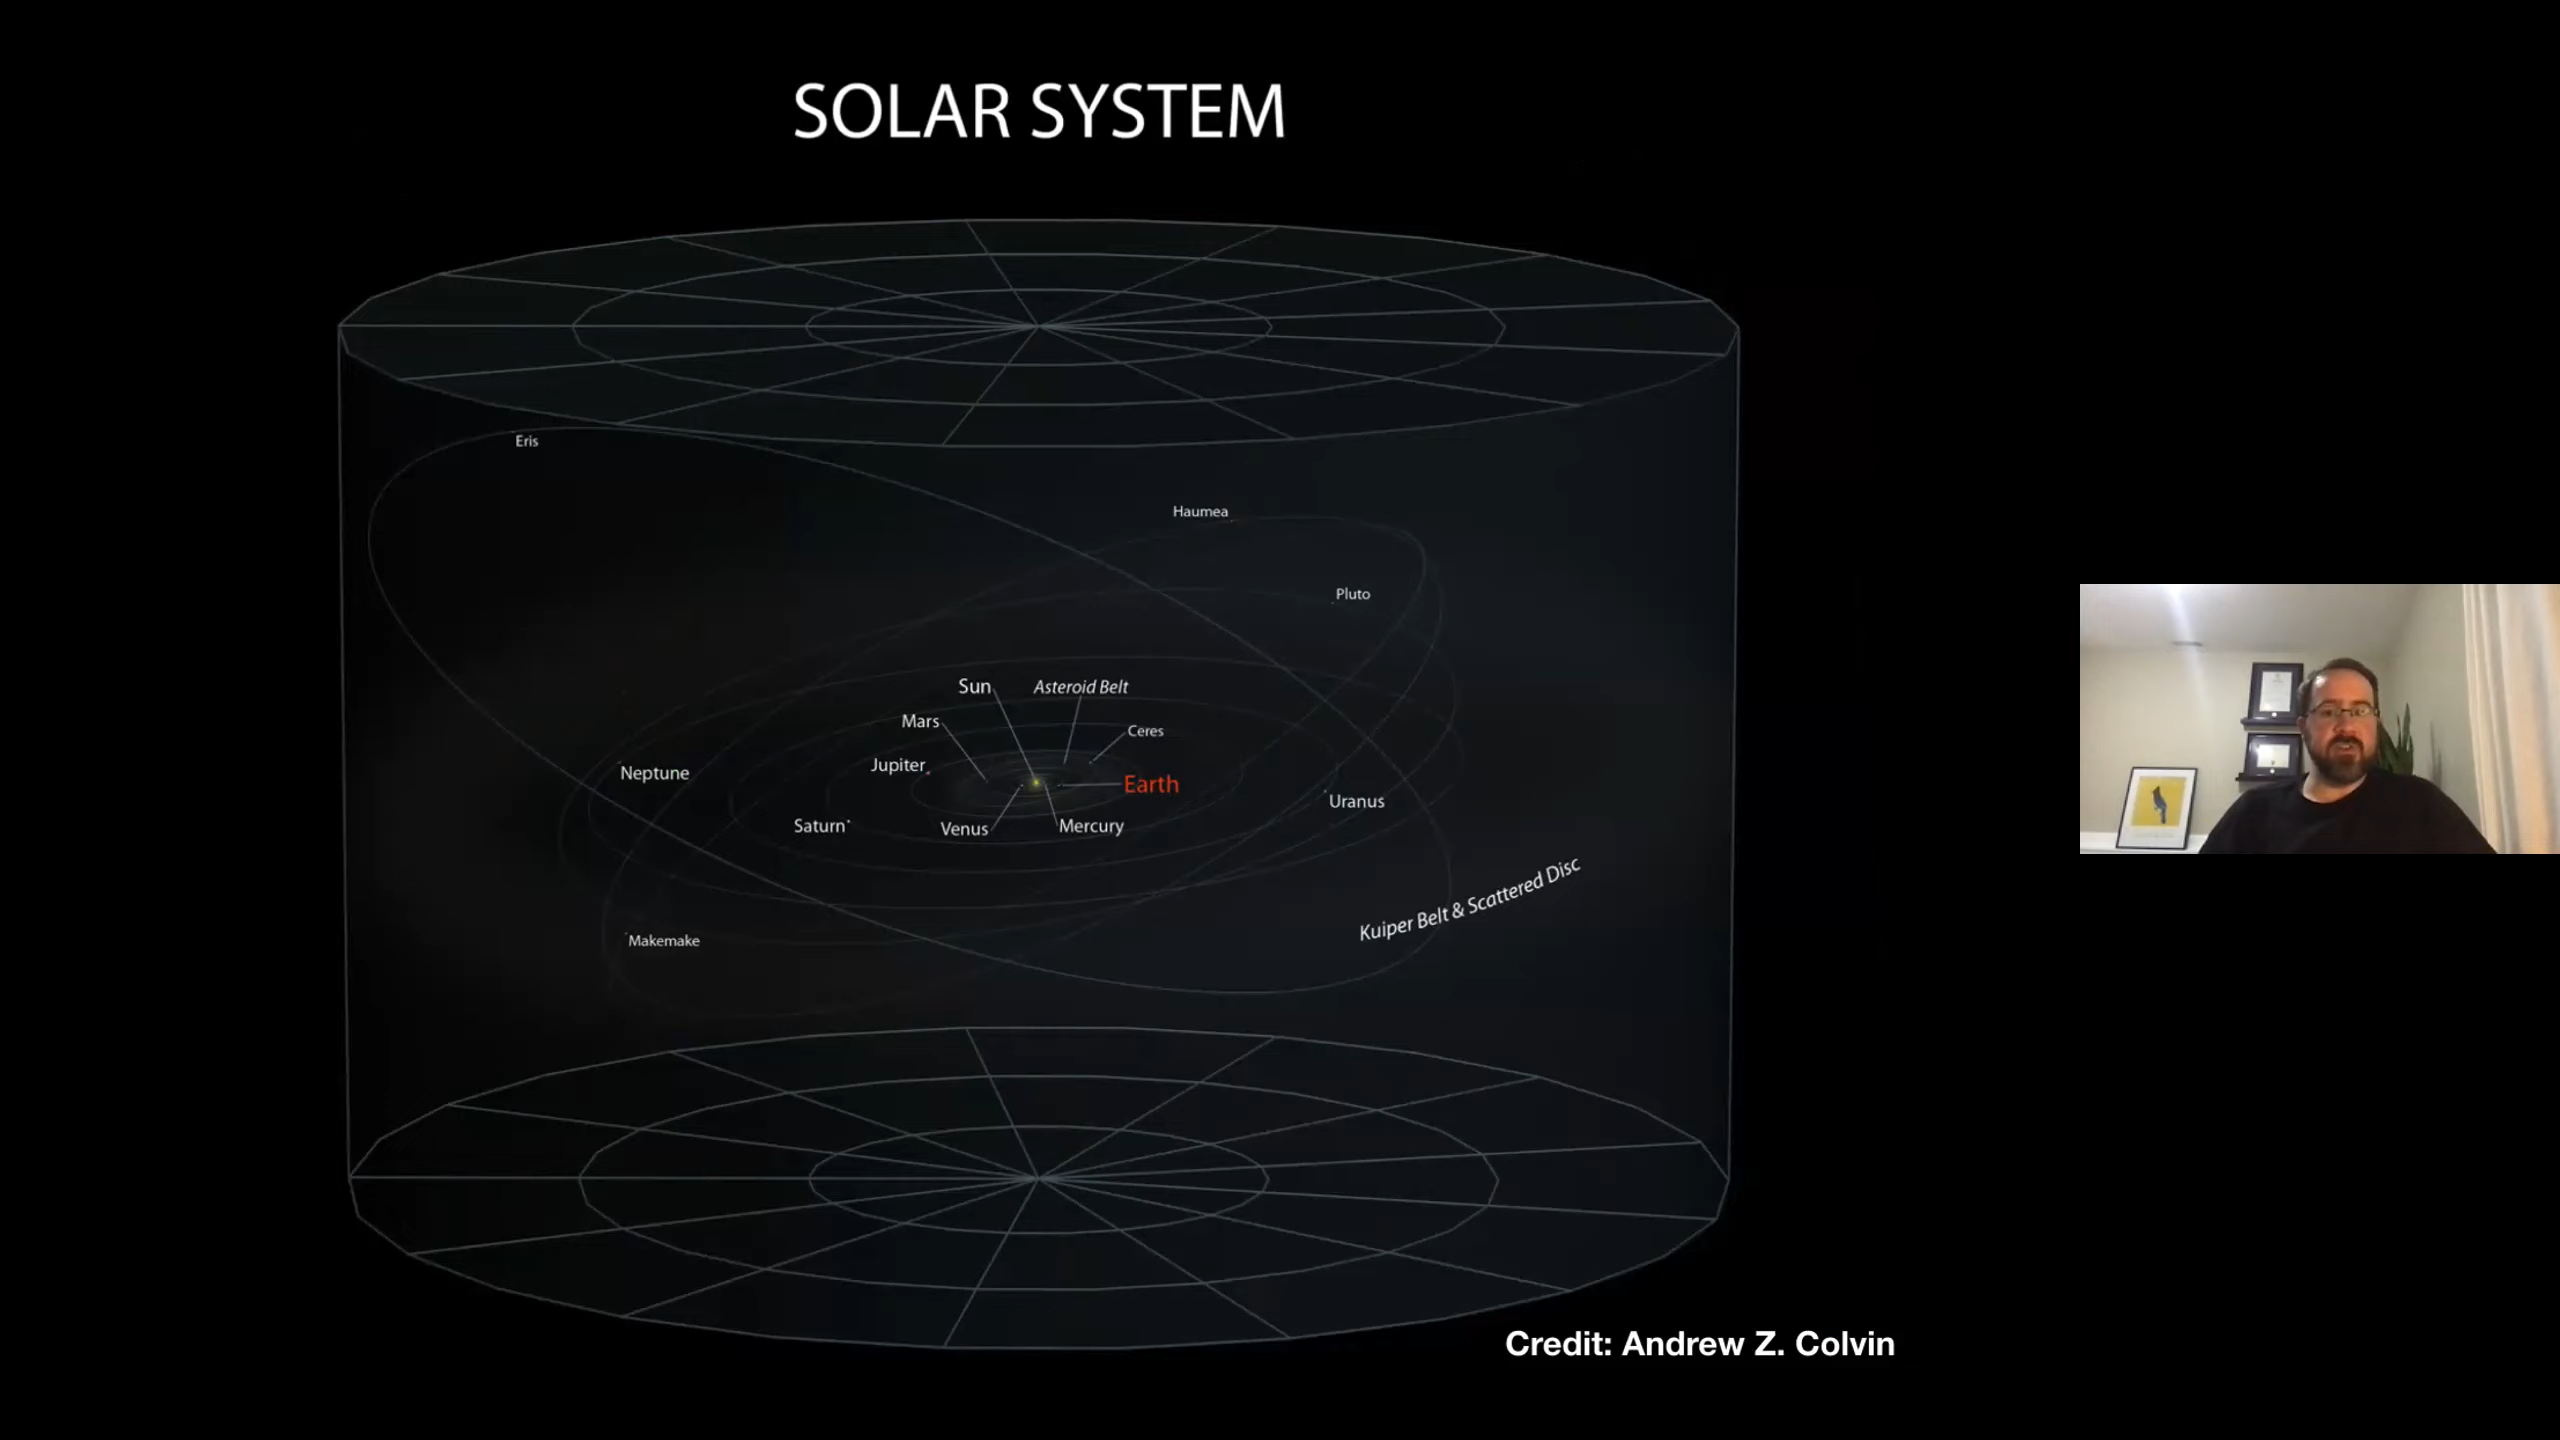 SOLAR SYSTEM
Eris
Haumea
Pluto
Sun
Asteroid Belt
Mars
Ceres
Jupiter
Neptune
Earth
Uranus
Saturn
Venus
Mercury
Kuiper Belt & Scattered Disc
Makemake
Credit: Andrew Z. Colvin